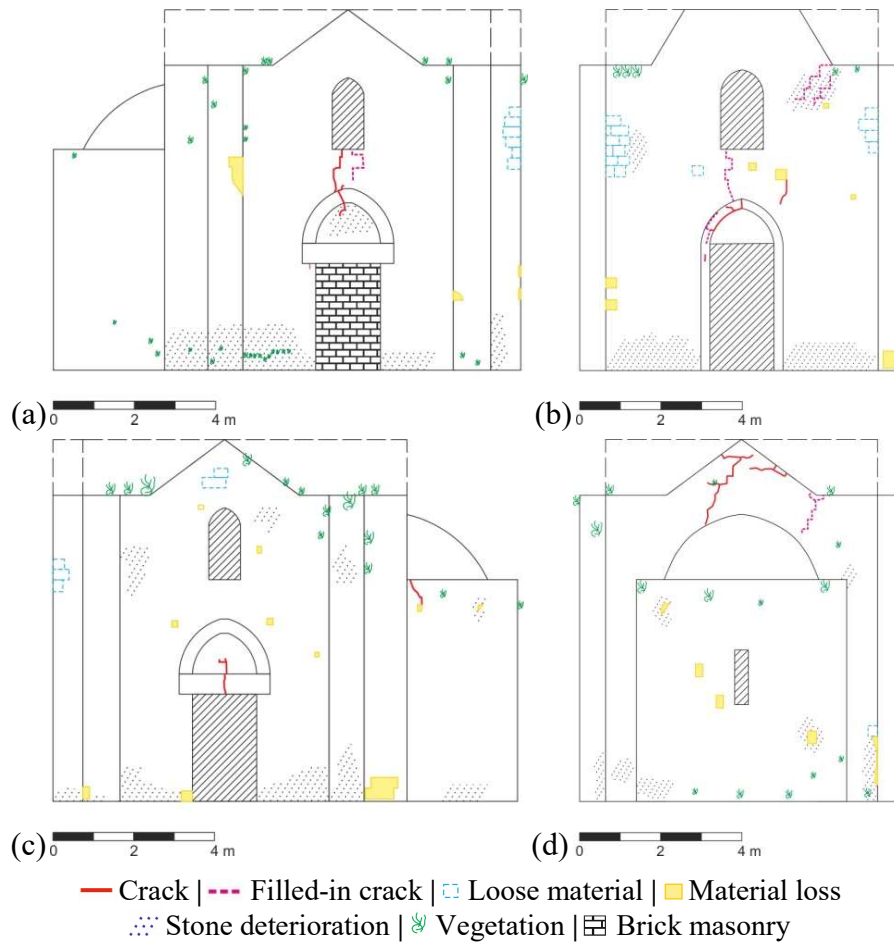 (a) 0 2 4 m
(b) 0 2 4 m
(c) 0 2 4 m
(d) 0 2 4 m
Crack | Filled-in crack | Loose material | Material loss
Stone deterioration | Vegetation | Brick masonry